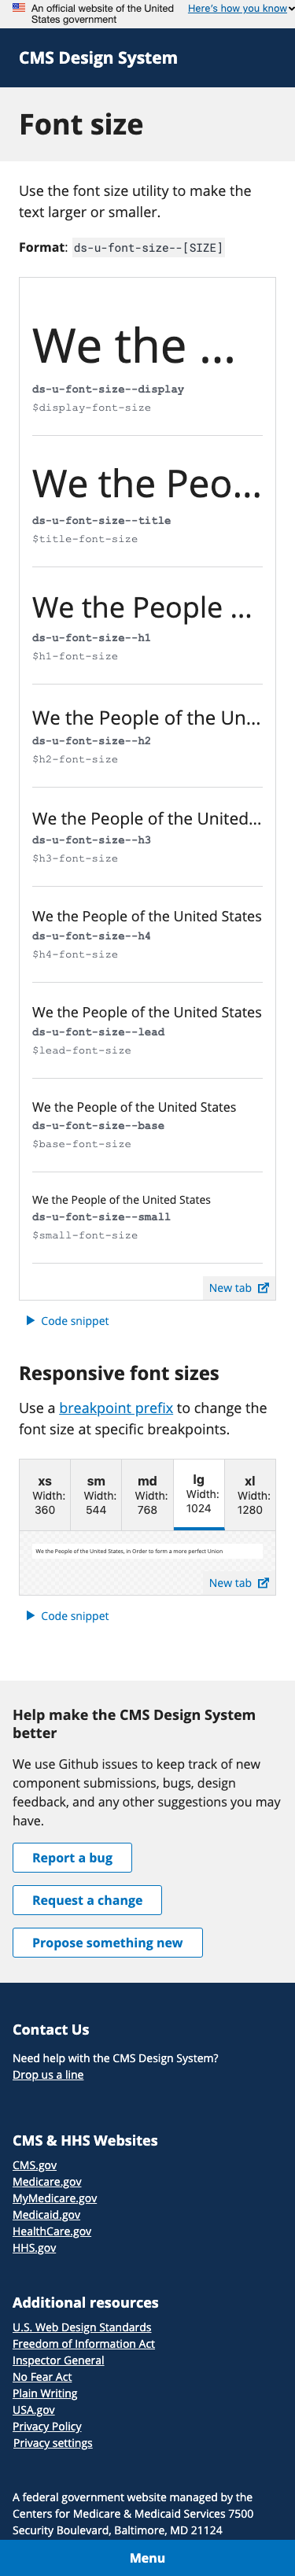 An official website of the United
States government
Here's how you know
CMS Design System
Font size
Use the font size utility to make the
text larger or smaller.
Format: ds-u-font-size--[SIZE]
We the ...
ds-u-font-size--display
$display-font-size
We the Peo...
ds-u-font-size--title
$title-font-size
We the People ...
ds-u-font-size--h1
$h1-font-size
We the People of the Un...
ds-u-font-size--h2
$h2-font-size
We the People of the United...
ds-u-font-size--h3
$h3-font-size
We the People of the United States
ds-u-font-size--h4
$h4-font-size
We the People of the United States
ds-u-font-size--lead
$lead-font-size
We the People of the United States
ds-u-font-size--base
$base-font-size
We the People of the United States
ds-u-font-size--small
$small-font-size
New tab
Code snippet
Responsive font sizes
Use a breakpoint prefix to change the
font size at specific breakpoints.
xs sm md lg xl
Width: Width: Width: Width: Width:
360 544 768 1024 1280
We the People of the United States, in Order to form a more perfect Union
New tab
Code snippet
Help make the CMS Design System
better
We use Github issues to keep track of new
component submissions, bugs, design
feedback, and any other suggestions you may
have.
Report a bug
Request a change
Propose something new
Contact Us
Need help with the CMS Design System?
Drop us a line
CMS & HHS Websites
CMS.gov
Medicare.gov
MyMedicare.gov
Medicaid.gov
HealthCare.gov
HHS.gov
Additional resources
U.S. Web Design Standards
Freedom of Information Act
Inspector General
No Fear Act
Plain Writing
USA.gov
Privacy Policy
Privacy settings
A federal government website managed by the
Centers for Medicare & Medicaid Services 7500
Security Boulevard, Baltimore, MD 21124
Menu